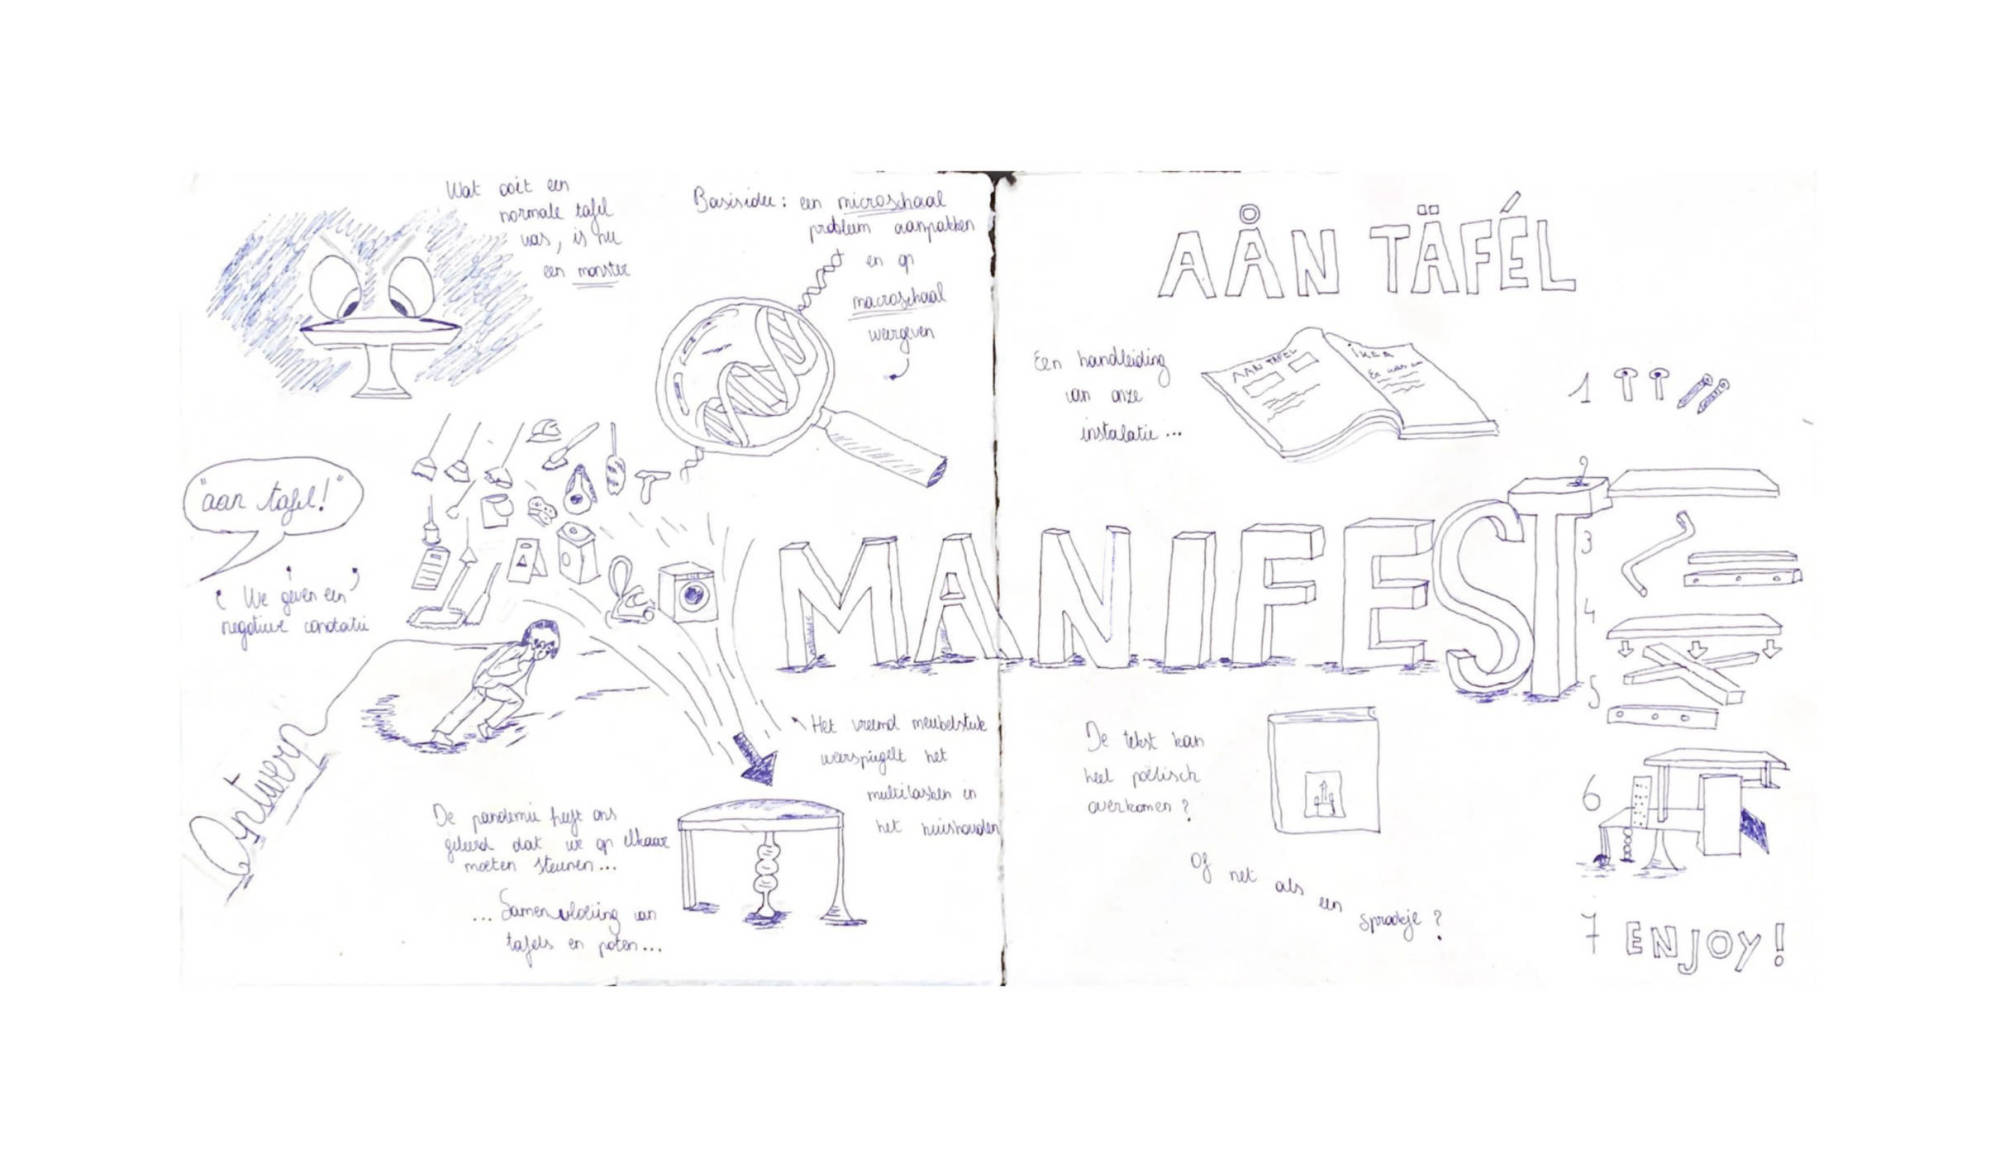 Wat ooit een
normale tafel
was, is nu
een monster
Basisidee: een microschaal
probleem aanpakken
en op
macroschaal
weergeven
"aan tafel!"
We geven een
negatieve conotatie
Antwerp
De pandemie heeft ons
geleerd dat we op elkaar
moeten steunen...
... Samenvloeiing van
tafels en poten...
Het vreemd meubelstuk
weerspiegelt het
multitasken en
het huishouden
MANIFEST
AÅN TÄFÉL
Een handleiding
van onze
instalatie...
AAN TAFEL
IKEA
De tekst kan
heel poëtisch
overkomen?
Of net als een sprookje?
1
2
3
4
5
6
7 ENJOY!